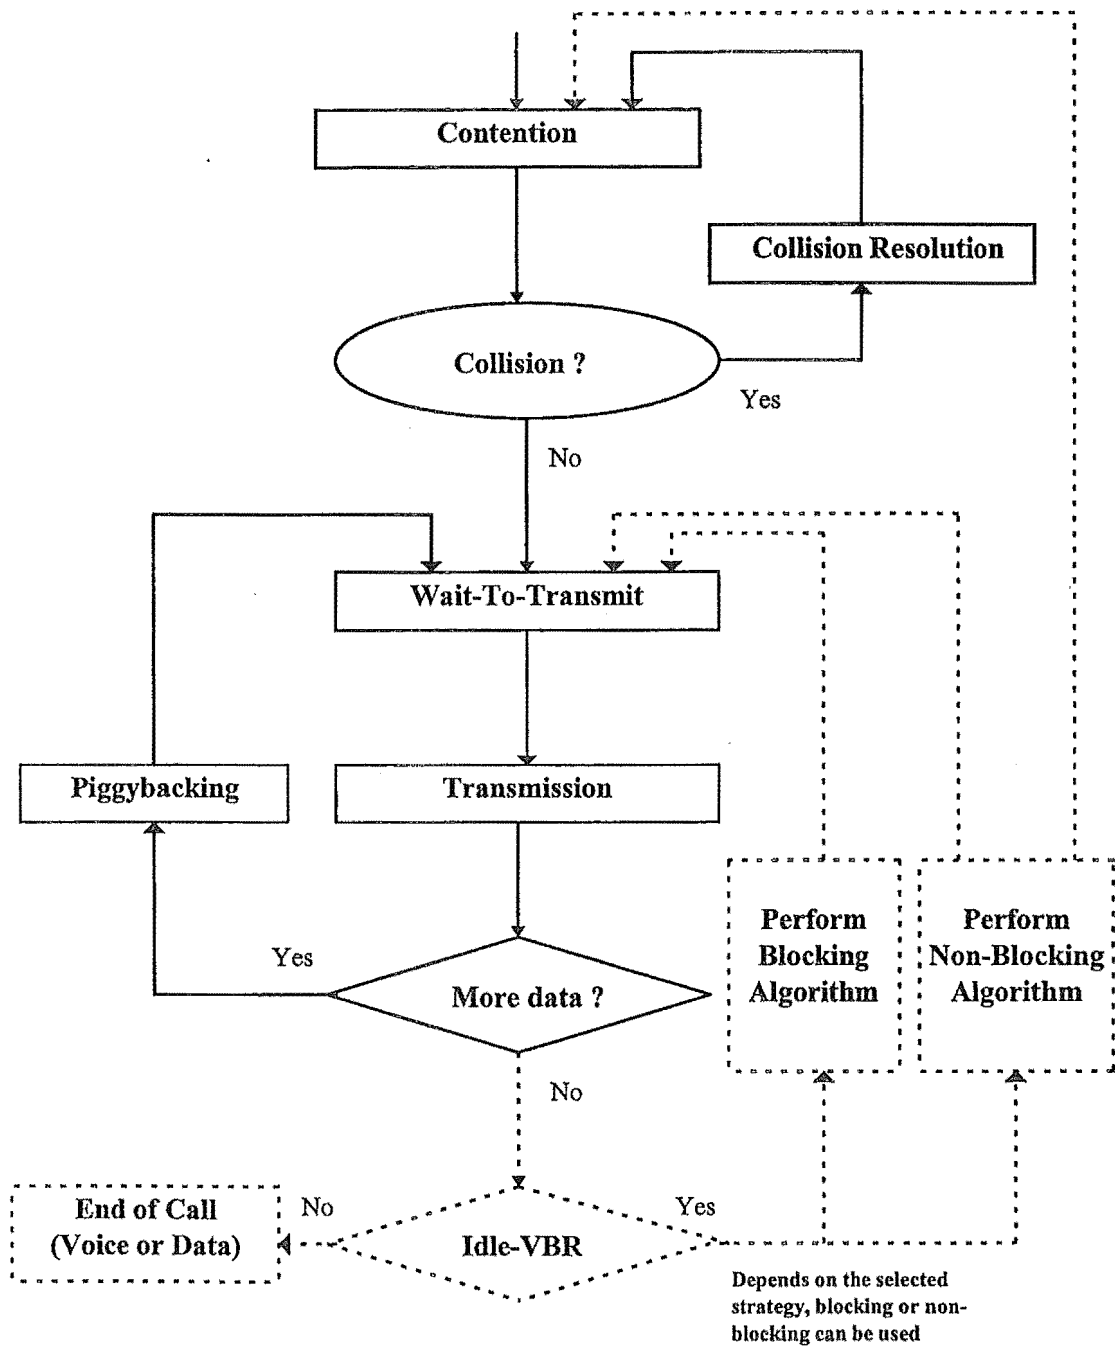 Contention
Collision Resolution
Collision ?
Yes
No
Wait-To-Transmit
Piggybacking
Transmission
Perform
Blocking
Algorithm
Perform
Non-Blocking
Algorithm
Yes
More data ?
No
End of Call
(Voice or Data)
No
Idle-VBR
Yes
Depends on the selected
strategy, blocking or non-
blocking can be used